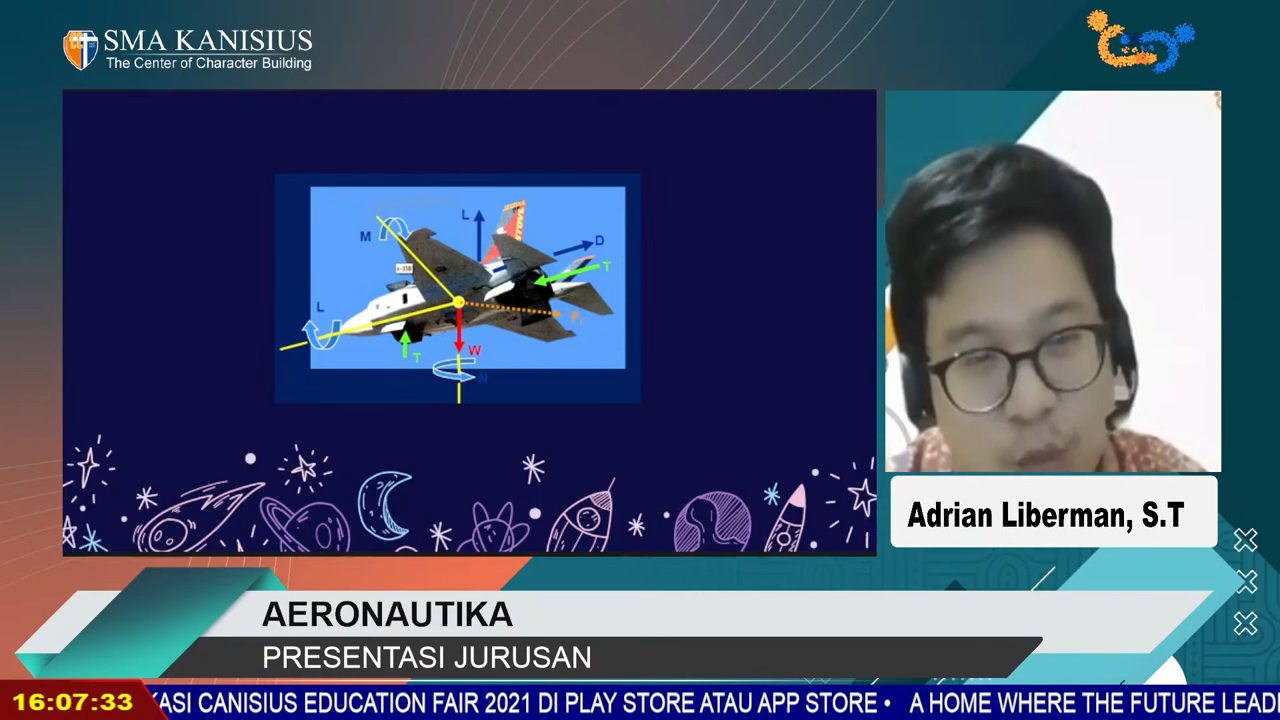 SMA KANISIUS
The Center of Character Building
L
D
M
T
L
T
W
N
Adrian Liberman, S.T
AERONAUTIKA
PRESENTASI JURUSAN
16:07:33
KASI CANISIUS EDUCATION FAIR 2021 DI PLAY STORE ATAU APP STORE • A HOME WHERE THE FUTURE LEAD